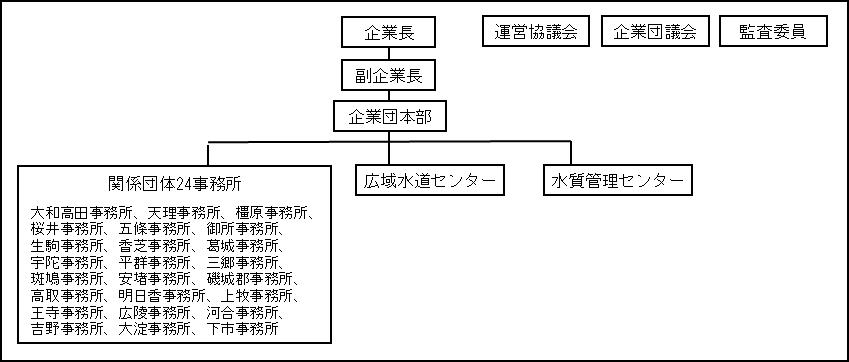 企業長
運営協議会
企業団議会
監査委員
副企業長
企業団本部
関係団体24事務所
大和高田事務所、天理事務所、橿原事務所、
桜井事務所、五條事務所、御所事務所、
生駒事務所、香芝事務所、葛城事務所、
宇陀事務所、平群事務所、三郷事務所、
斑鳩事務所、安堵事務所、磯城郡事務所、
高取事務所、明日香事務所、上牧事務所、
王寺事務所、広陵事務所、河合事務所、
吉野事務所、大淀事務所、下市事務所
広域水道センター
水質管理センター